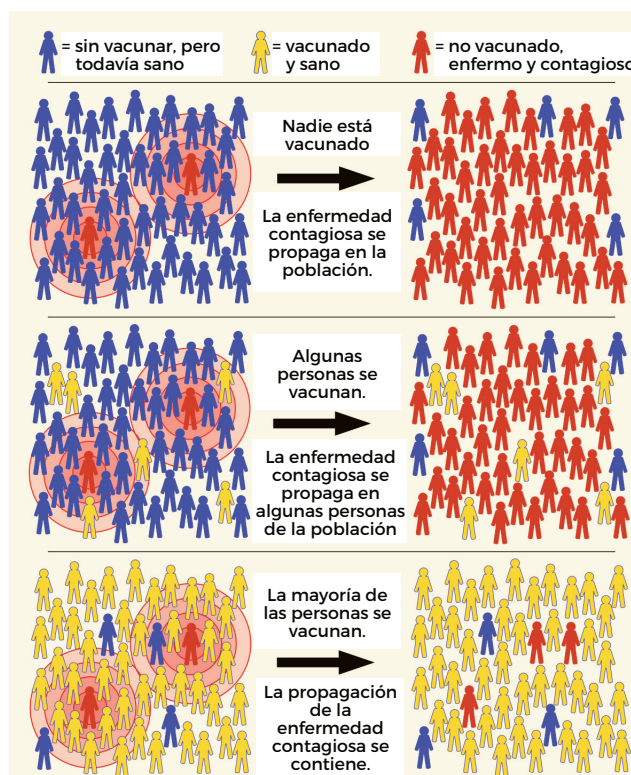 = sin vacunar, pero
todavía sano
= vacunado
y sano
= no vacunado,
enfermo y contagioso
Nadie está
vacunado
La enfermedad
contagiosa se
propaga en la
población.
Algunas
personas se
vacunan.
La enfermedad
contagiosa se
propaga en
algunas personas
de la población
La mayoría de
las personas se
vacunan.
La propagación
de la
enfermedad
contagiosa se
contiene.